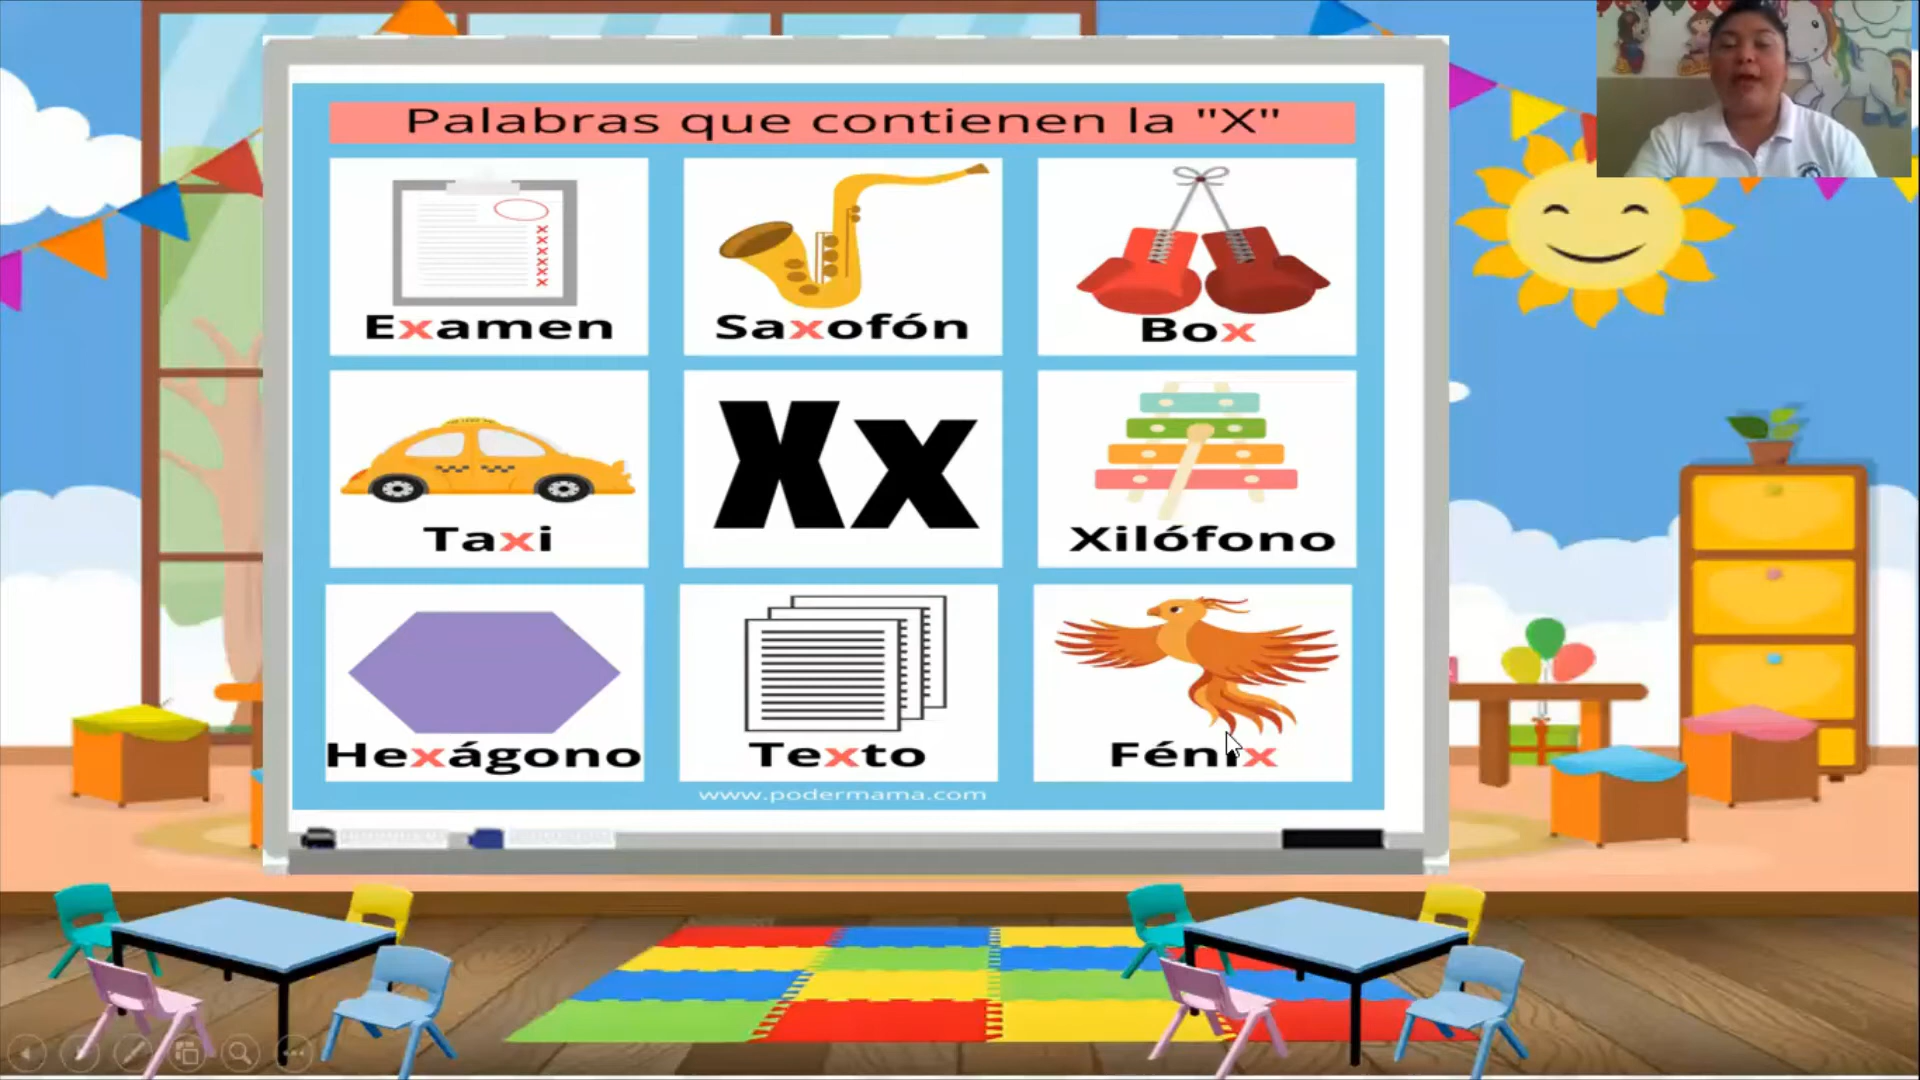 Palabras que contienen la "X"
Examen
Saxofón
Box
Taxi
Xx
Xilófono
Hexágono
Texto
Fénix
www.podermama.com